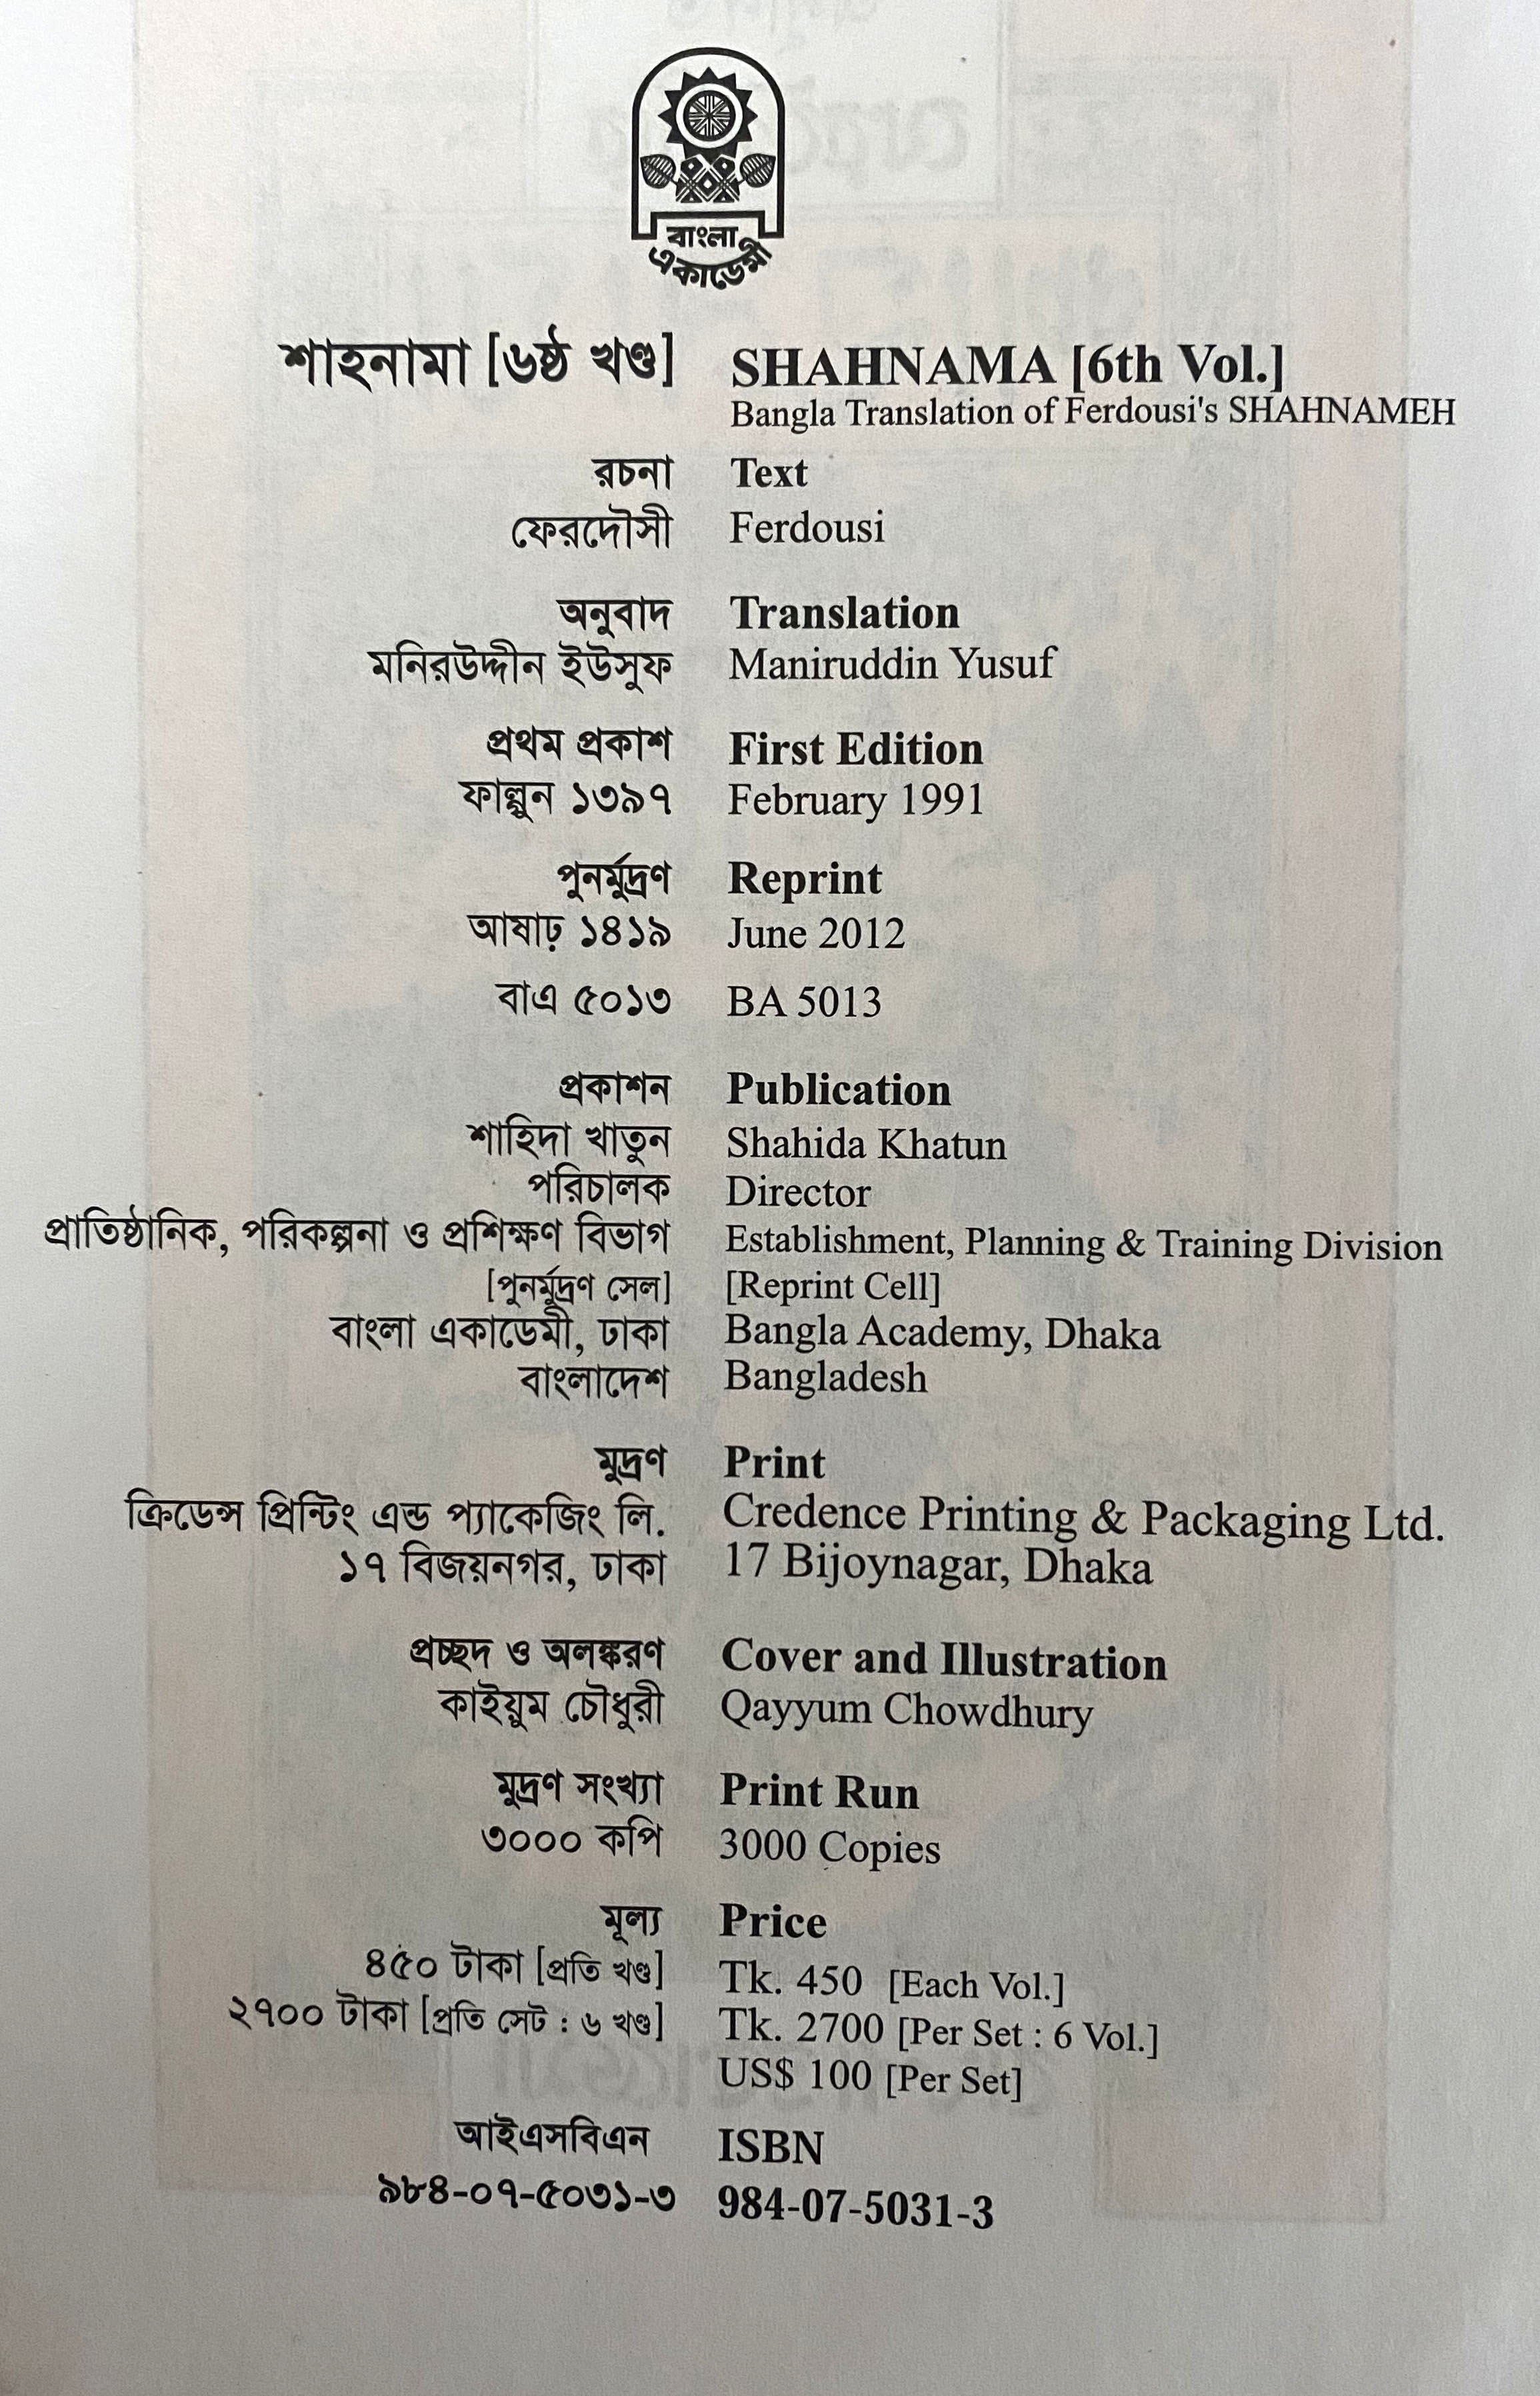 বাংলা
একাডেমী
শাহনামা [৬ষ্ঠ খণ্ড] SHAHNAMA [6th Vol.]
Bangla Translation of Ferdousi's SHAHNAMEH
রচনা Text
ফেরদৌসী Ferdousi
অনুবাদ Translation
মনিরউদ্দীন ইউসুফ Maniruddin Yusuf
প্রথম প্রকাশ First Edition
ফাল্গুন ১৩৯৭ February 1991
পুনর্মুদ্রণ Reprint
আষাঢ় ১৪১৯ June 2012
বাএ ৫০১৩ BA 5013
প্রকাশন Publication
শাহিদা খাতুন Shahida Khatun
পরিচালক Director
প্রাতিষ্ঠানিক, পরিকল্পনা ও প্রশিক্ষণ বিভাগ Establishment, Planning & Training Division
[পুনর্মুদ্রণ সেল] [Reprint Cell]
বাংলা একাডেমী, ঢাকা Bangla Academy, Dhaka
বাংলাদেশ Bangladesh
মুদ্রণ Print
ক্রিডেন্স প্রিন্টিং এন্ড প্যাকেজিং লি. Credence Printing & Packaging Ltd.
১৭ বিজয়নগর, ঢাকা 17 Bijoynagar, Dhaka
প্রচ্ছদ ও অলঙ্করণ Cover and Illustration
কাইয়ুম চৌধুরী Qayyum Chowdhury
মুদ্রণ সংখ্যা Print Run
৩০০০ কপি 3000 Copies
মূল্য Price
৪৫০ টাকা [প্রতি খণ্ড] Tk. 450 [Each Vol.]
২৭০০ টাকা [প্রতি সেট : ৬ খণ্ড] Tk. 2700 [Per Set : 6 Vol.]
US$ 100 [Per Set]
আইএসবিএন ISBN
৯৮৪-০৭-৫০৩১-৩ 984-07-5031-3